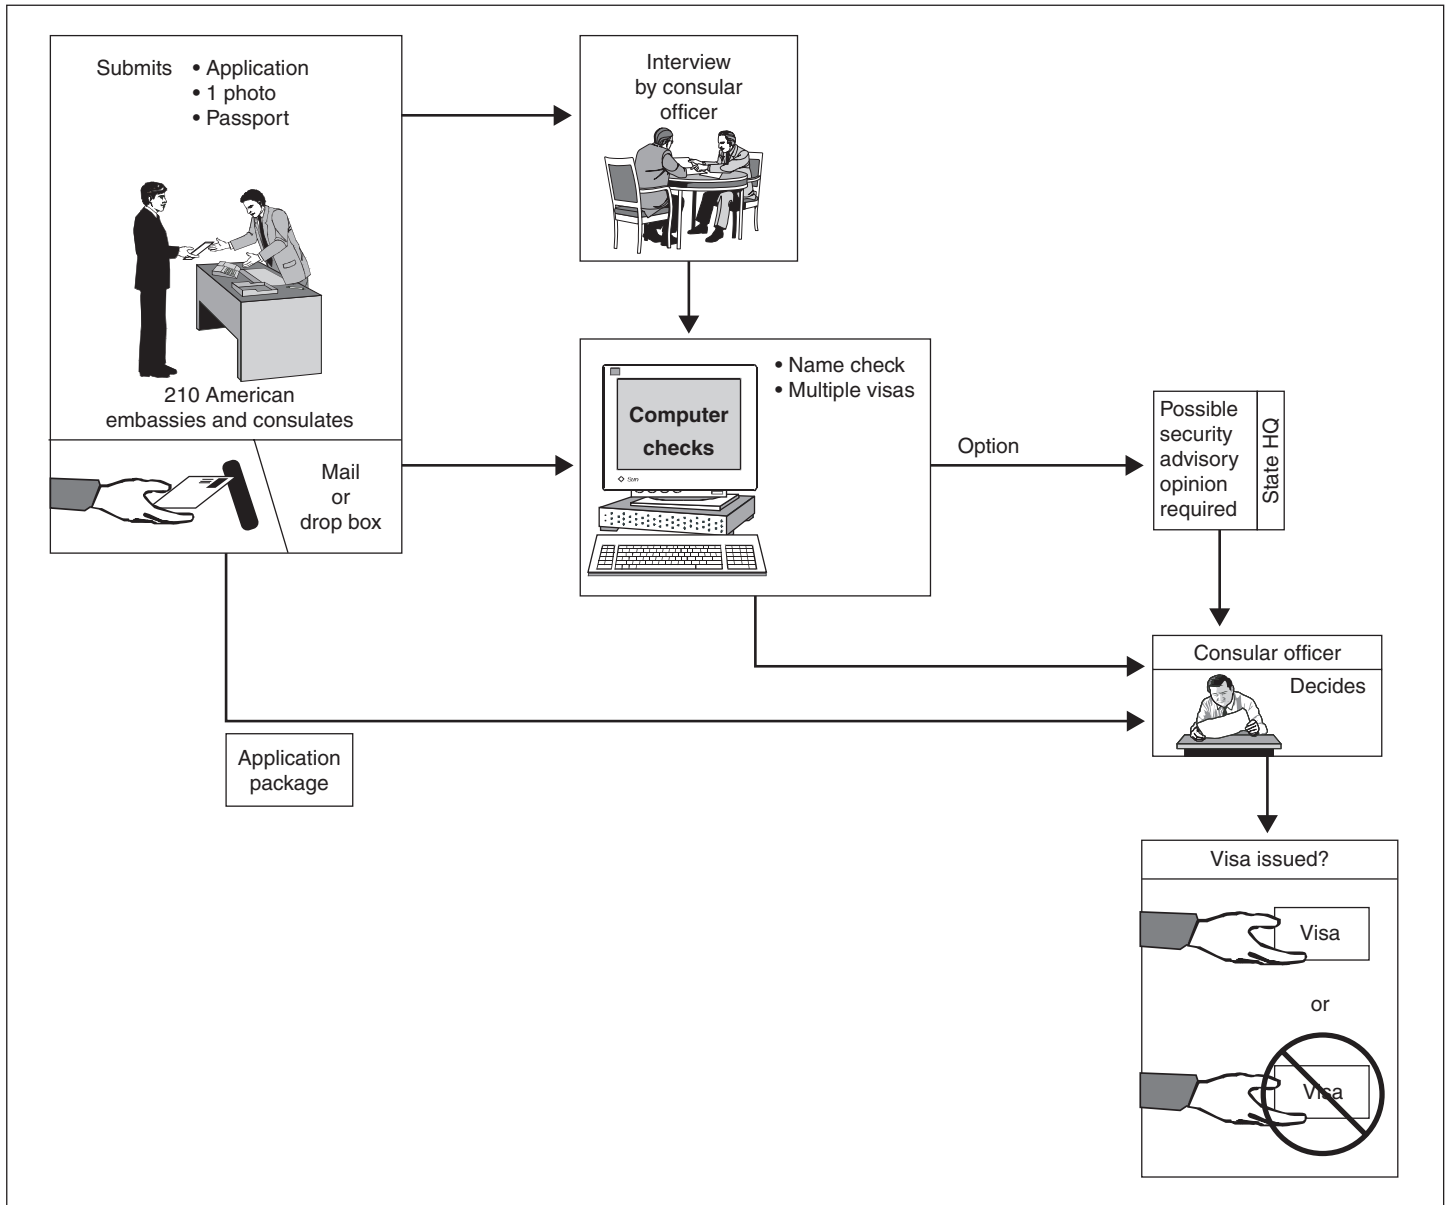 Submits • Application
• 1 photo
• Passport
210 American
embassies and consulates
Mail
or
drop box
Interview
by consular
officer
Computer
checks
Sun
• Name check
• Multiple visas
Option
Possible
security
advisory
opinion
required
State HQ
Consular officer
Decides
Application
package
Visa issued?
Visa
or
Visa